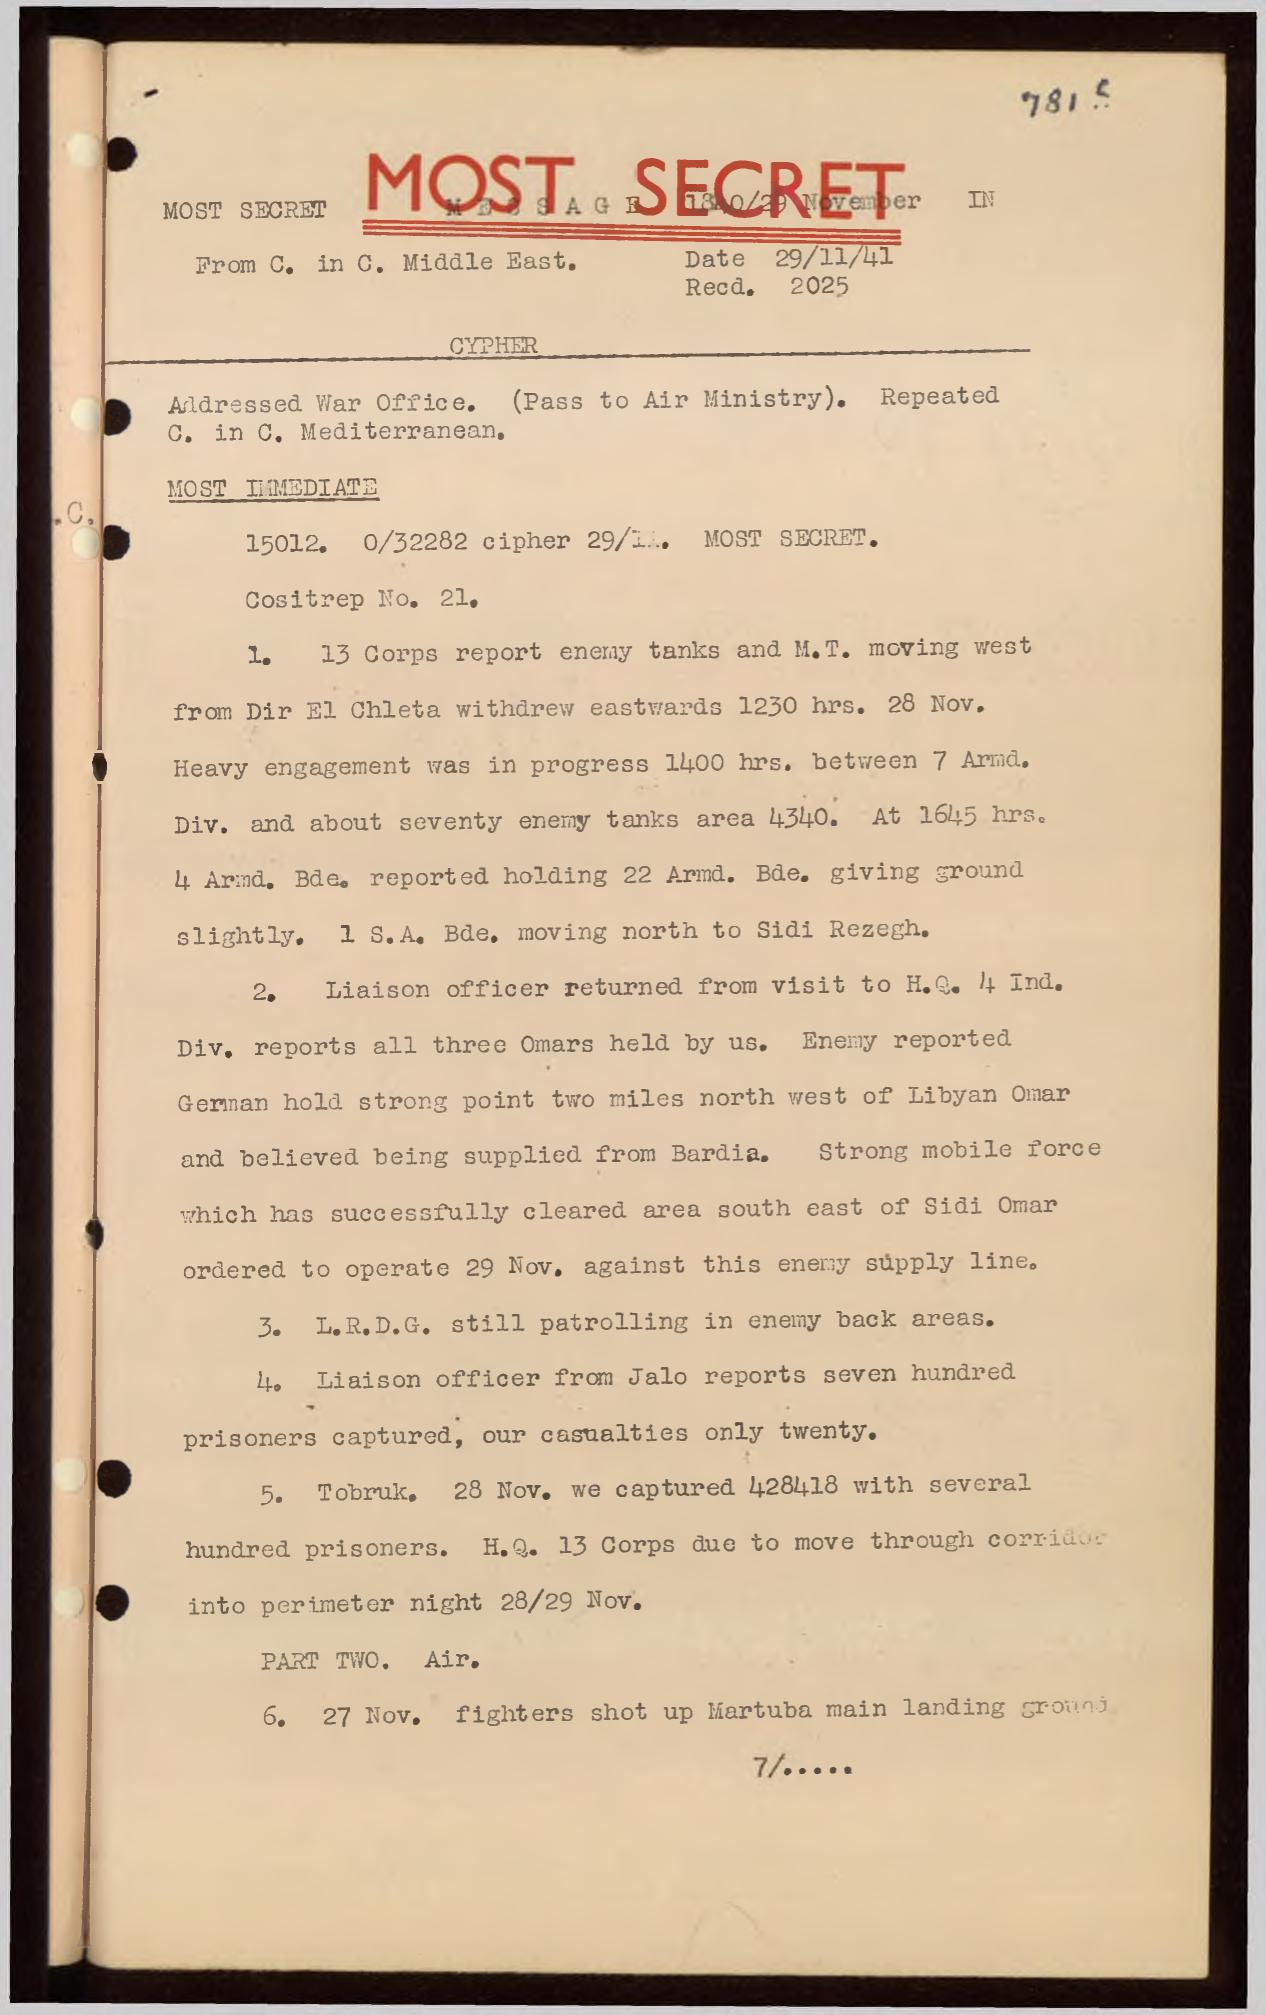 781
MOST SECRET
MOST SECRET MESSAGE 1840/29 November IN
From C. in C. Middle East. Date 29/11/41
Recd. 2025
CYPHER
Addressed War Office. (Pass to Air Ministry). Repeated
C. in C. Mediterranean.
MOST IMMEDIATE
.C.
15012. 0/32282 cipher 29/11. MOST SECRET.
Cositrep No. 21.
1. 13 Corps report enemy tanks and M.T. moving west
from Dir El Chleta withdrew eastwards 1230 hrs. 28 Nov.
Heavy engagement was in progress 1400 hrs. between 7 Armd.
Div. and about seventy enemy tanks area 4340. At 1645 hrs.
4 Armd. Bde. reported holding 22 Armd. Bde. giving ground
slightly. 1 S.A. Bde. moving north to Sidi Rezegh.
2. Liaison officer returned from visit to H.Q. 4 Ind.
Div. reports all three Omars held by us. Enemy reported
German hold strong point two miles north west of Libyan Omar
and believed being supplied from Bardia. Strong mobile force
which has successfully cleared area south east of Sidi Omar
ordered to operate 29 Nov. against this enemy supply line.
3. L.R.D.G. still patrolling in enemy back areas.
4. Liaison officer from Jalo reports seven hundred
prisoners captured, our casualties only twenty.
5. Tobruk. 28 Nov. we captured 428418 with several
hundred prisoners. H.Q. 13 Corps due to move through corridor
into perimeter night 28/29 Nov.
PART TWO. Air.
6. 27 Nov. fighters shot up Martuba main landing ground
7/.....